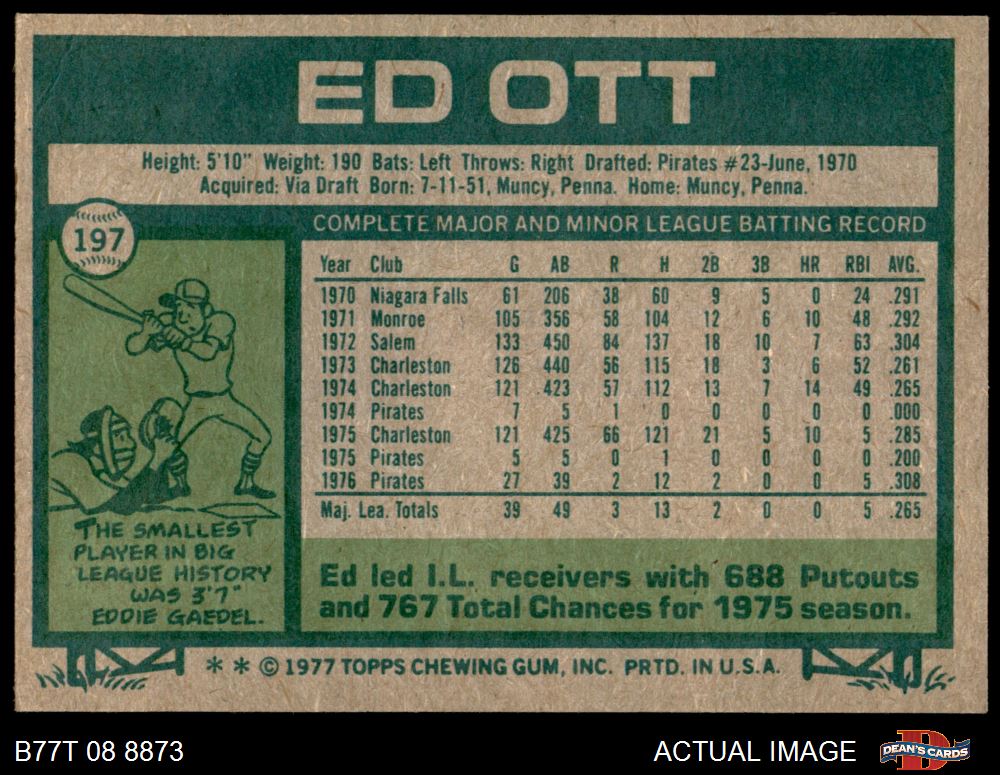 ED OTT
Height: 5'10" Weight: 190 Bats: Left Throws: Right Drafted: Pirates #23-June, 1970
Acquired: Via Draft Born: 7-11-51, Muncy, Penna. Home: Muncy, Penna.
197
COMPLETE MAJOR AND MINOR LEAGUE BATTING RECORD
Year Club G AB R H 2B 3B HR RBI AVG.
1970 Niagara Falls 61 206 38 60 9 5 0 24 .291
1971 Monroe 105 356 58 104 12 6 10 48 .292
1972 Salem 133 450 84 137 18 10 7 63 .304
1973 Charleston 126 440 56 115 18 3 6 52 .261
1974 Charleston 121 423 57 112 13 7 14 49 .265
1974 Pirates 7 5 1 0 0 0 0 0 .000
1975 Charleston 121 425 66 121 21 5 10 5 .285
1975 Pirates 5 5 0 1 0 0 0 0 .200
1976 Pirates 27 39 2 12 2 0 0 5 .308
Maj. Lea. Totals 39 49 3 13 2 0 0 5 .265
THE SMALLEST
PLAYER IN BIG
LEAGUE HISTORY
WAS 3'7"
EDDIE GAEDEL.
Ed led I.L. receivers with 688 Putouts
and 767 Total Chances for 1975 season.
** © 1977 TOPPS CHEWING GUM, INC. PRTD. IN U.S.A.
B77T 08 8873
ACTUAL IMAGE
D
DEAN'S CARDS